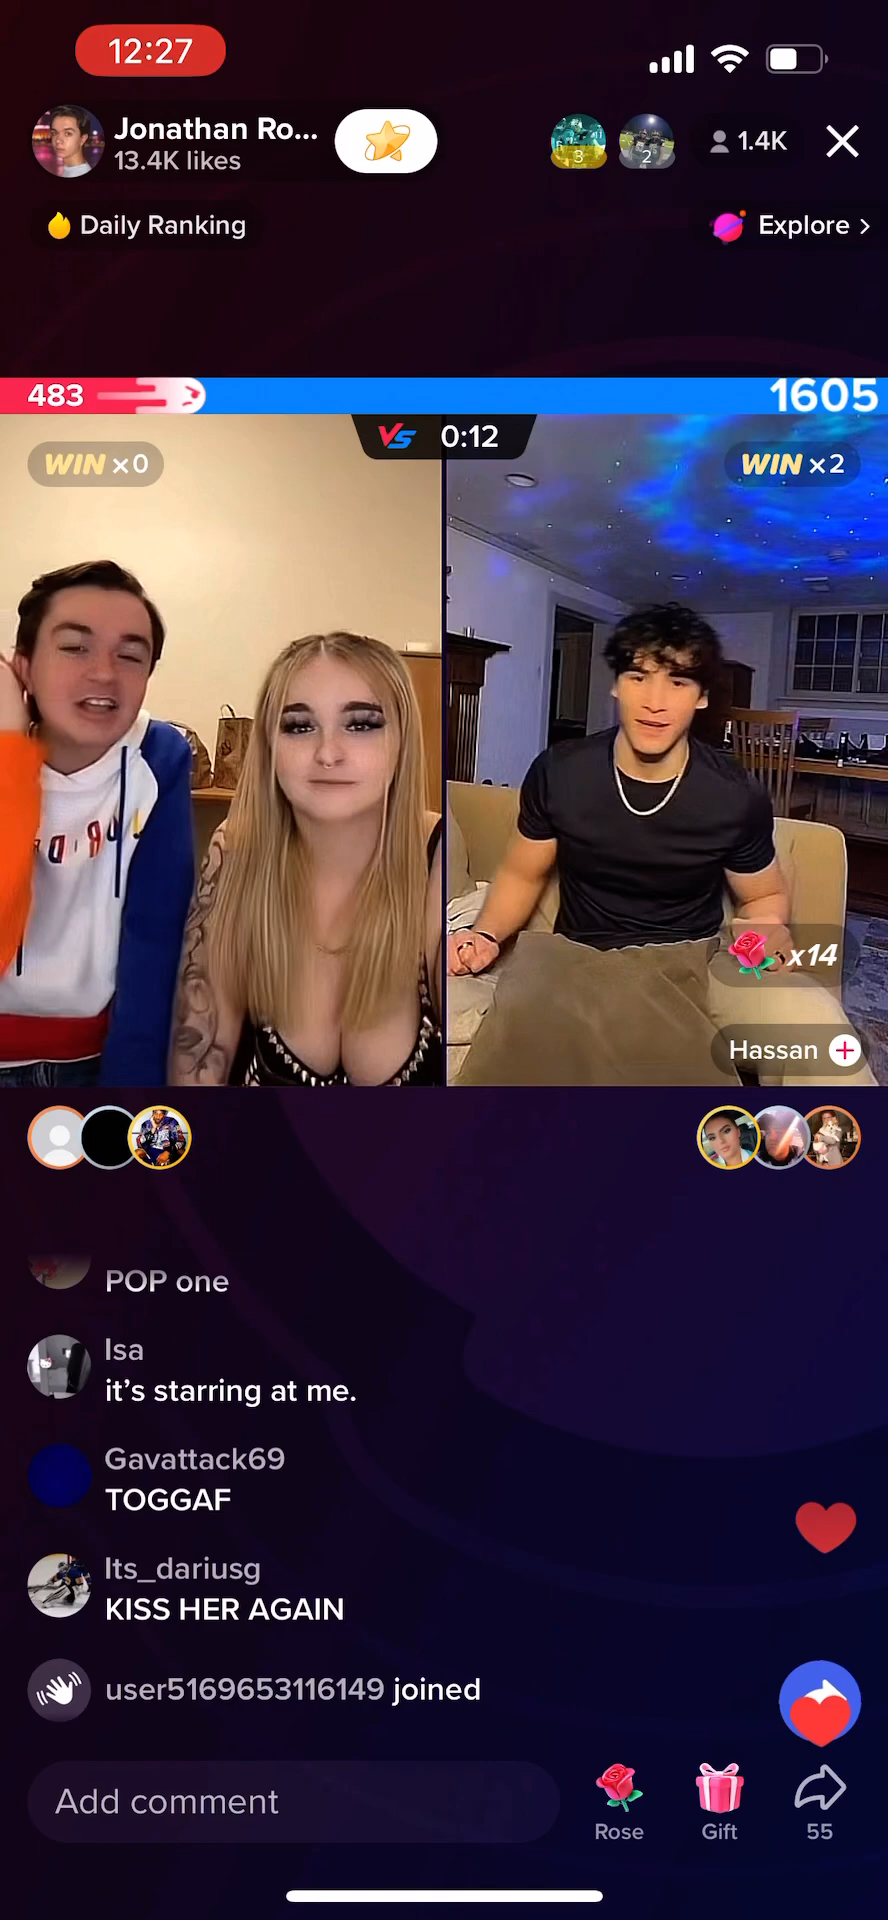 12:27
Jonathan Ro...
13.4K likes
3
2
1.4K
Daily Ranking
Explore >
483
1605
VS 0:12
WIN x0
WIN x2
x14
Hassan +
POP one
Isa
it's starring at me.
Gavattack69
TOGGAF
Its_dariusg
KISS HER AGAIN
user5169653116149 joined
Add comment
Rose
Gift
55